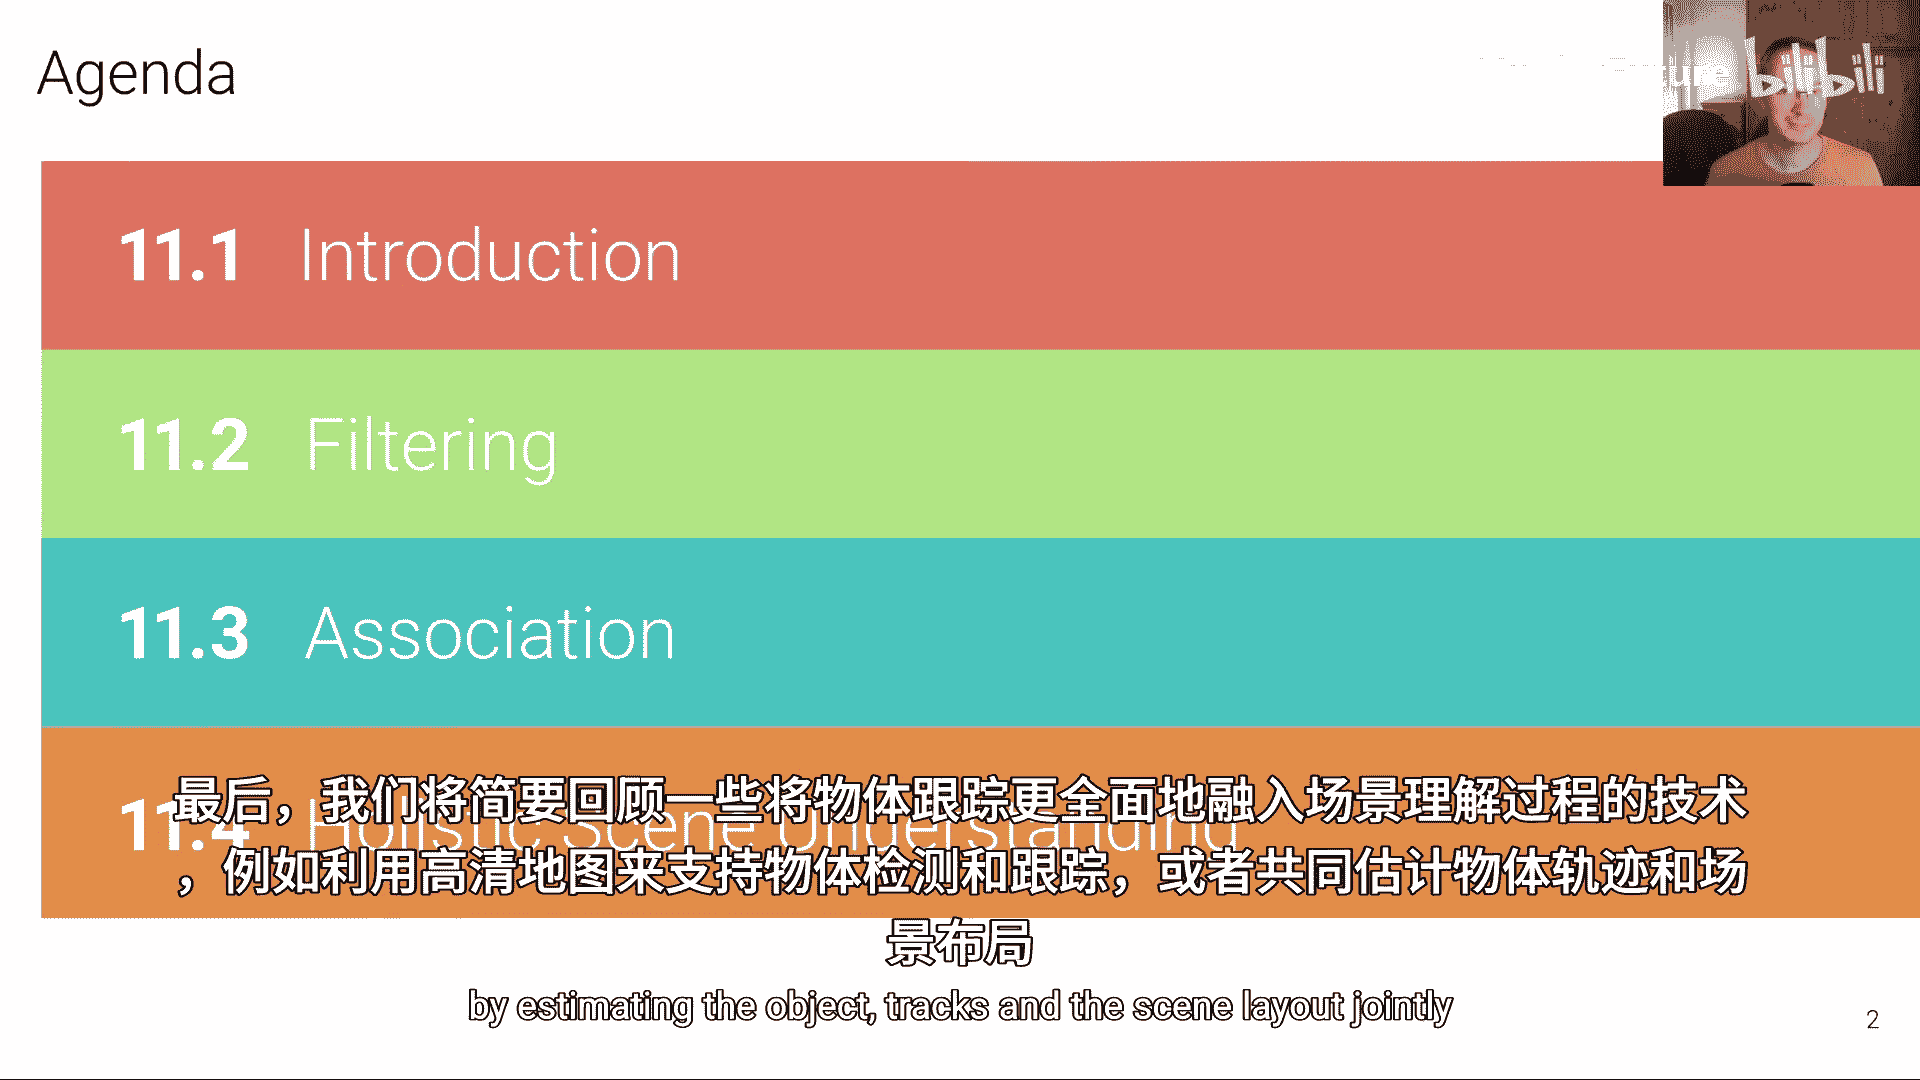 Agenda
bilibili
11.1 Introduction
11.2 Filtering
11.3 Association
11.4 Holistic Scene Understanding
最后，我们将简要回顾一些将物体跟踪更全面地融入场景理解过程的技术
，例如利用高清地图来支持物体检测和跟踪，或者共同估计物体轨迹和场
景布局
by estimating the object, tracks and the scene layout jointly
2